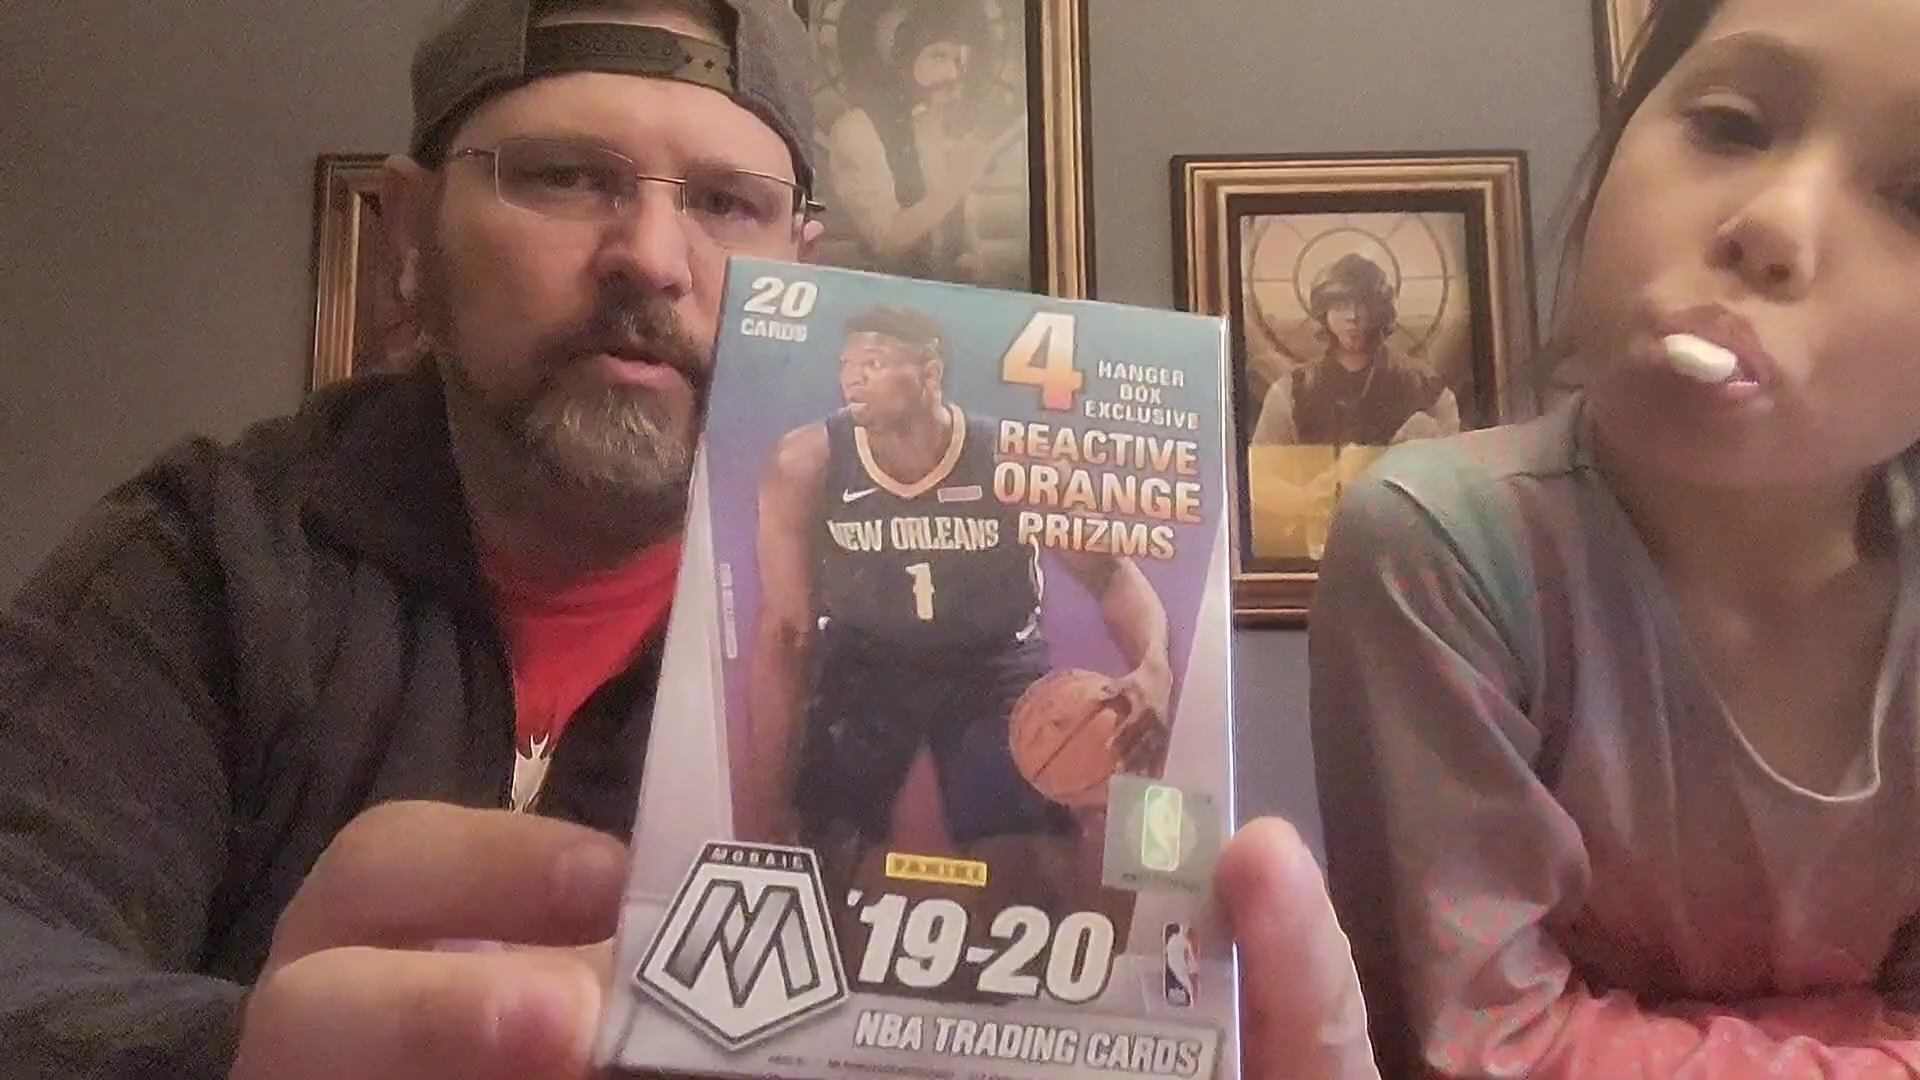 20
CARDS
4
HANGER
BOX
EXCLUSIVE
REACTIVE
ORANGE
PRIZMS
NEW ORLEANS
1
MOSAIC
M
PANINI
'19-20
NBA TRADING CARDS